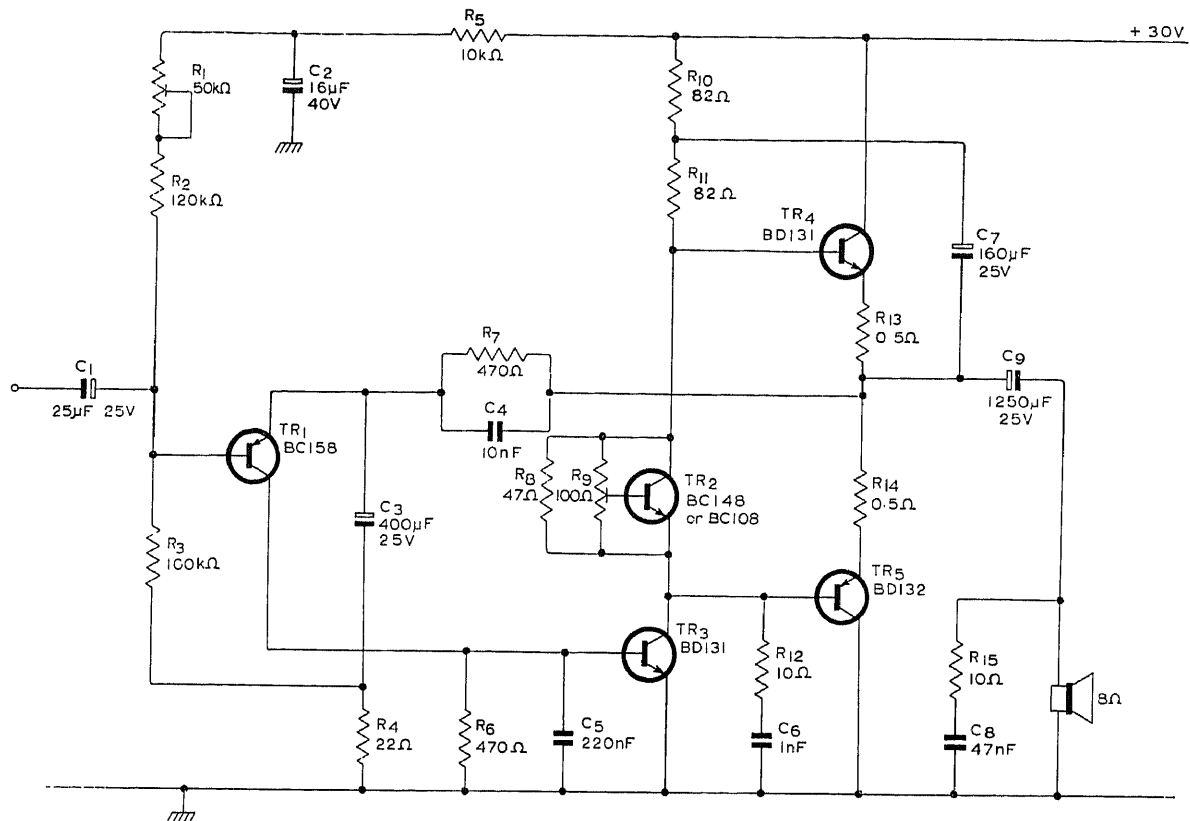 R5
10kΩ
+ 30V
R1
50kΩ
C2
16µF
40V
R10
82Ω
R2
120kΩ
R11
82Ω
TR4
BD131
C7
160µF
25V
R13
0.5Ω
R7
470Ω
C1
25µF 25V
C4
10nF
C9
1250µF
25V
TR1
BC158
R8
47Ω
R9
100Ω
TR2
BC148
or BC108
R14
0.5Ω
C3
400µF
25V
R3
100kΩ
TR5
BD132
TR3
BD131
R12
10Ω
R15
10Ω
8Ω
R4
22Ω
R6
470Ω
C5
220nF
C6
1nF
C8
47nF